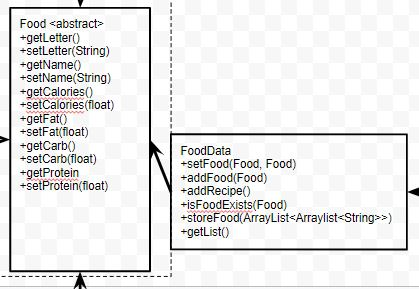 Food <abstract>
+getLetter()
+setLetter(String)
+getName()
+setName(String)
+getCalories()
+setCalories(float)
+getFat()
+setFat(float)
+getCarb()
+setCarb(float)
+getProtein
+setProtein(float)
FoodData
+setFood(Food, Food)
+addFood(Food)
+addRecipe()
+isFoodExists(Food)
+storeFood(ArrayList<Arraylist<String>>)
+getList()